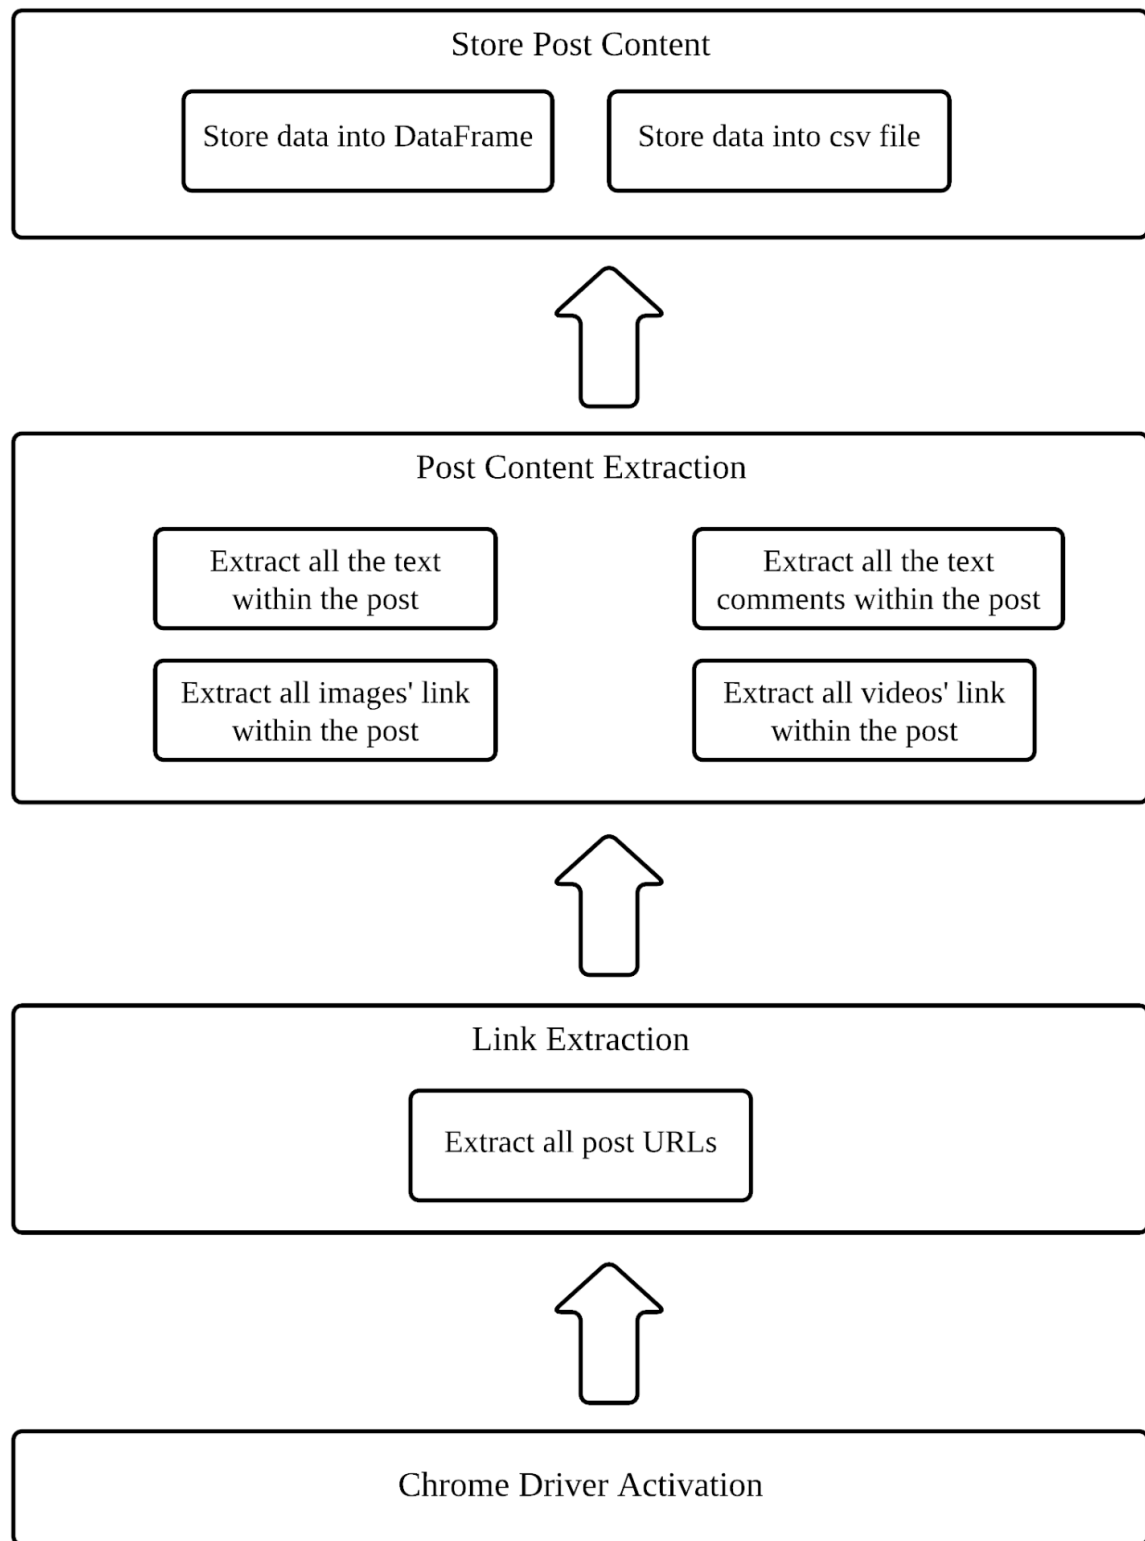 Store Post Content
Store data into DataFrame
Store data into csv file
Post Content Extraction
Extract all the text
within the post
Extract all the text
comments within the post
Extract all images' link
within the post
Extract all videos' link
within the post
Link Extraction
Extract all post URLs
Chrome Driver Activation